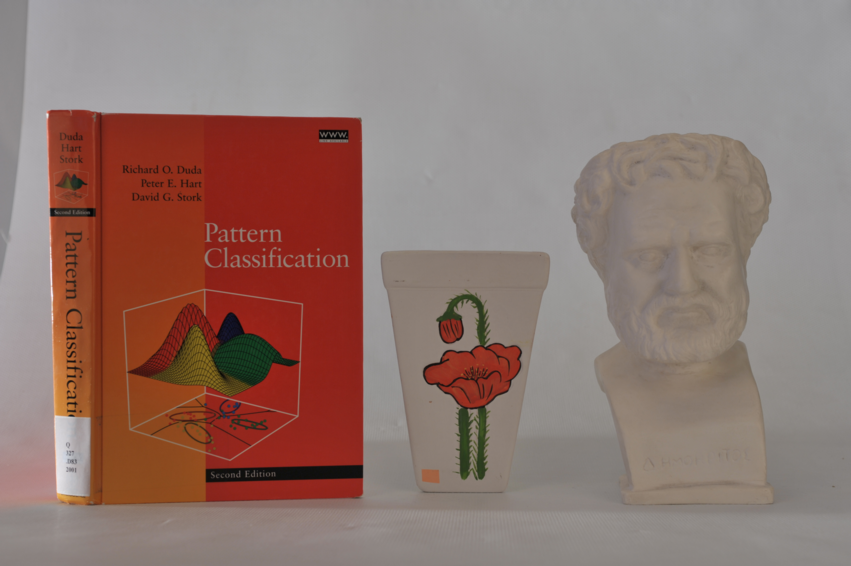 Duda
Hart
Stork
Second Edition
Pattern Classificati
Q
327
.D83
2001
www.
Richard O. Duda
Peter E. Hart
David G. Stork
Pattern
Classification
Second Edition